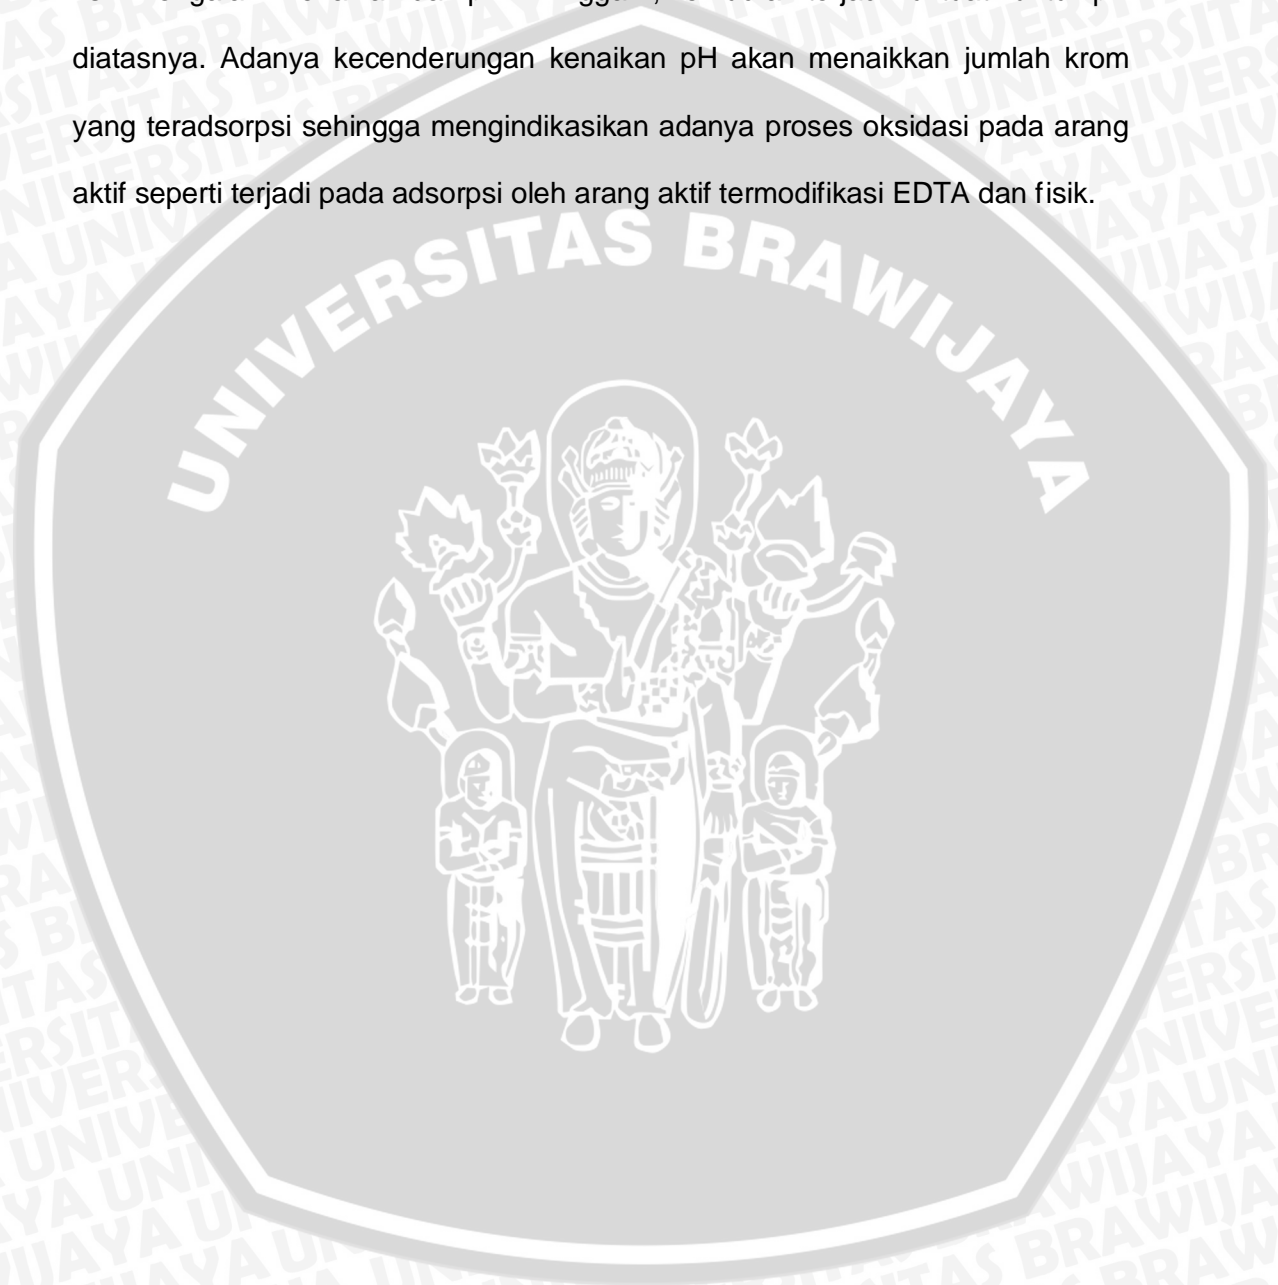 diatasnya. Adanya kecenderungan kenaikan pH akan menaikkan jumlah krom
yang teradsorpsi sehingga mengindikasikan adanya proses oksidasi pada arang
aktif seperti terjadi pada adsorpsi oleh arang aktif termodifikasi EDTA dan fisik.
UNIVERSITAS BRAWIJAYA